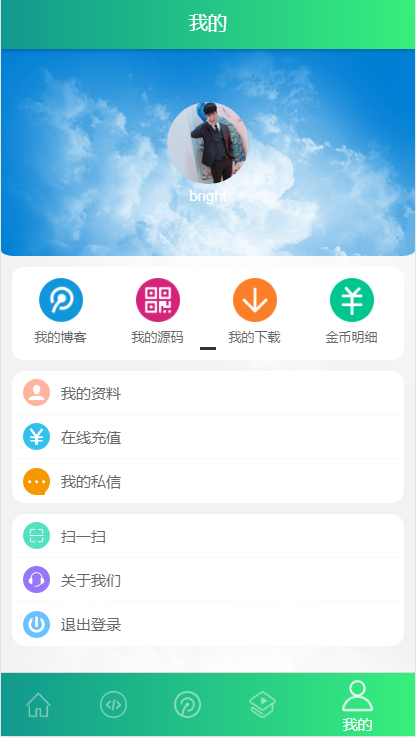 我的
bright
我的博客
我的源码
我的下载
金币明细
我的资料
在线充值
我的私信
扫一扫
关于我们
退出登录
我的